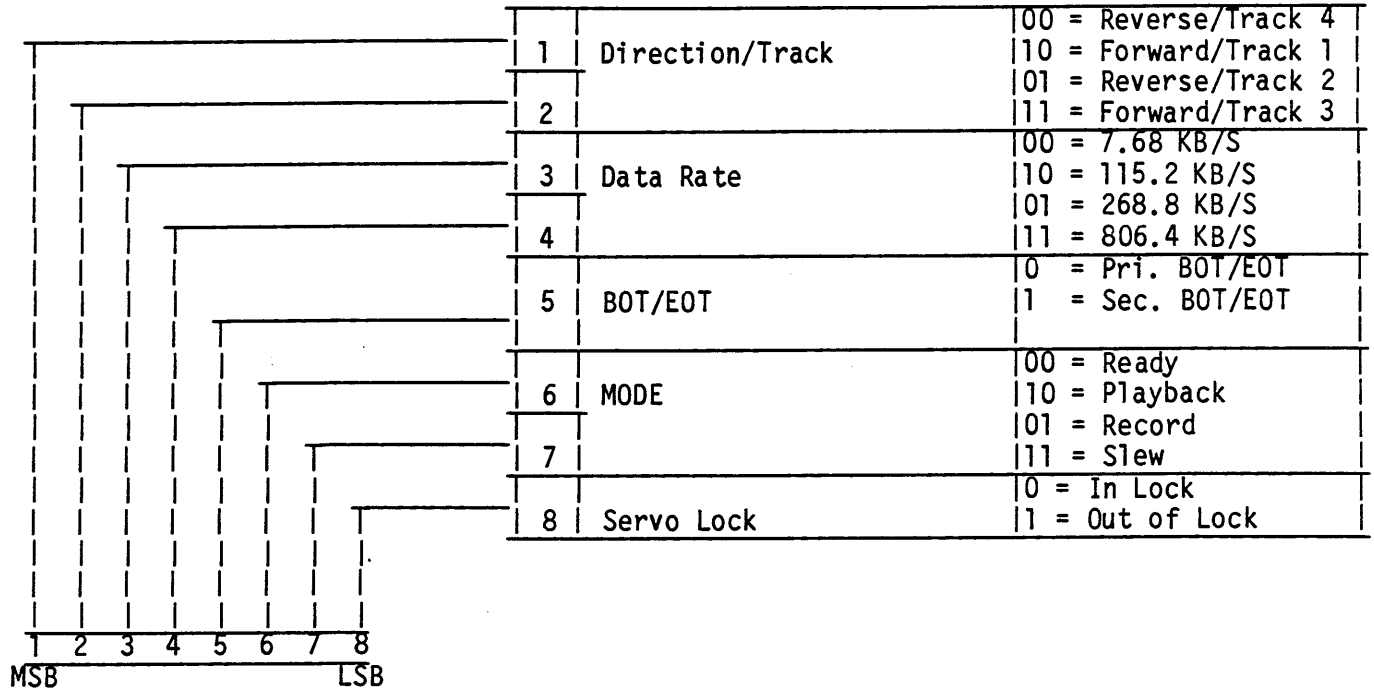 00 = Reverse/Track 4
1 Direction/Track 10 = Forward/Track 1
01 = Reverse/Track 2
2 11 = Forward/Track 3
00 = 7.68 KB/S
3 Data Rate 10 = 115.2 KB/S
01 = 268.8 KB/S
4 11 = 806.4 KB/S
0 = Pri. BOT/EOT
5 BOT/EOT 1 = Sec. BOT/EOT
00 = Ready
6 MODE 10 = Playback
01 = Record
7 11 = Slew
0 = In Lock
8 Servo Lock 1 = Out of Lock
1 2 3 4 5 6 7 8
MSB LSB